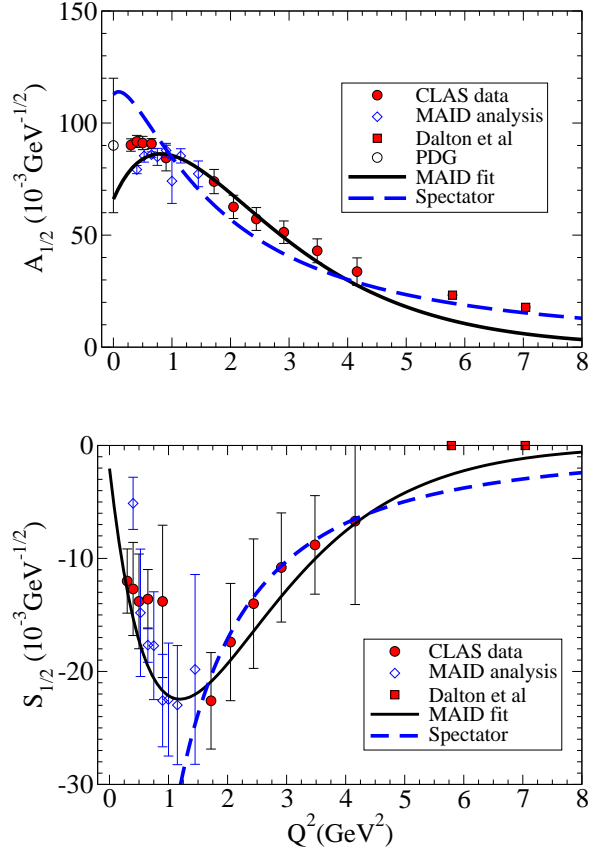 150
100
50
0
A1/2 (10^-3 GeV^-1/2)
CLAS data
MAID analysis
Dalton et al
PDG
MAID fit
Spectator
0 1 2 3 4 5 6 7 8
0
-10
-20
-30
S1/2 (10^-3 GeV^-1/2)
CLAS data
MAID analysis
Dalton et al
MAID fit
Spectator
0 1 2 3 4 5 6 7 8
Q^2(GeV^2)